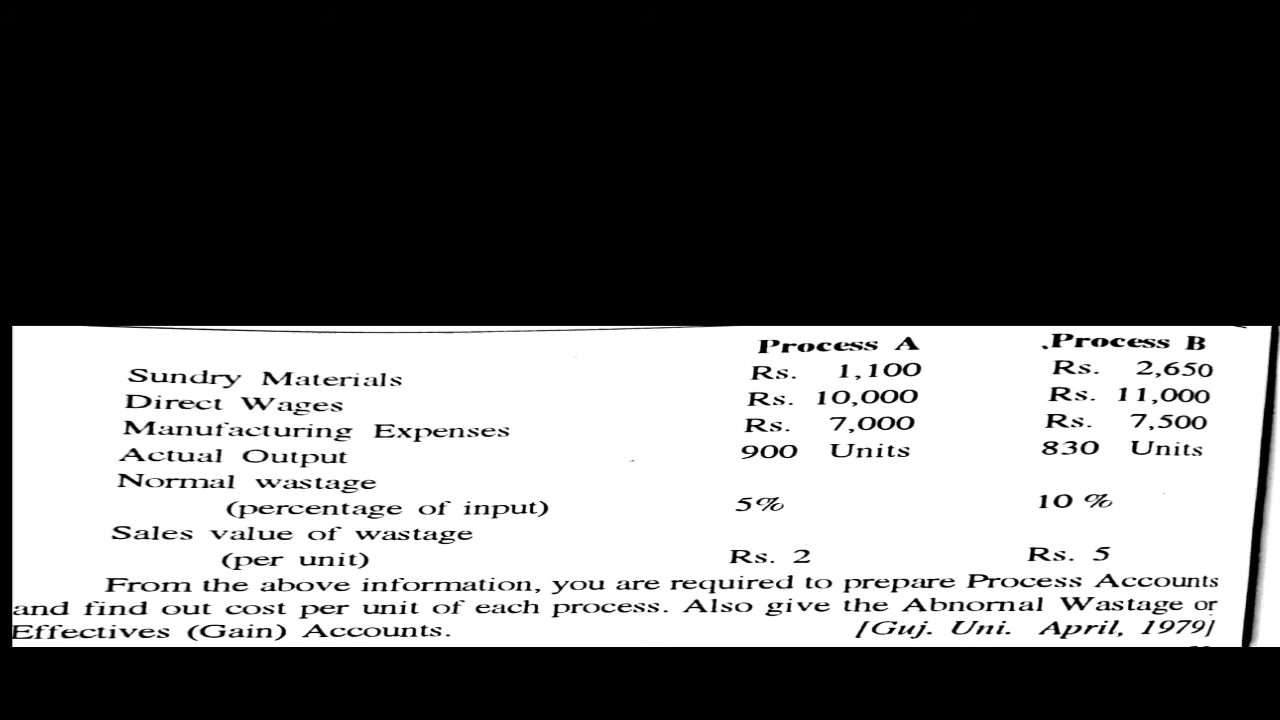 Process A .Process B
Sundry Materials Rs. 1,100 Rs. 2,650
Direct Wages Rs. 10,000 Rs. 11,000
Manufacturing Expenses Rs. 7,000 Rs. 7,500
Actual Output 900 Units 830 Units
Normal wastage
(percentage of input) 5% 10 %
Sales value of wastage
(per unit) Rs. 2 Rs. 5
From the above information, you are required to prepare Process Accounts
and find out cost per unit of each process. Also give the Abnornal Wastage or
Effectives (Gain) Accounts. [Guj. Uni. April, 1979]